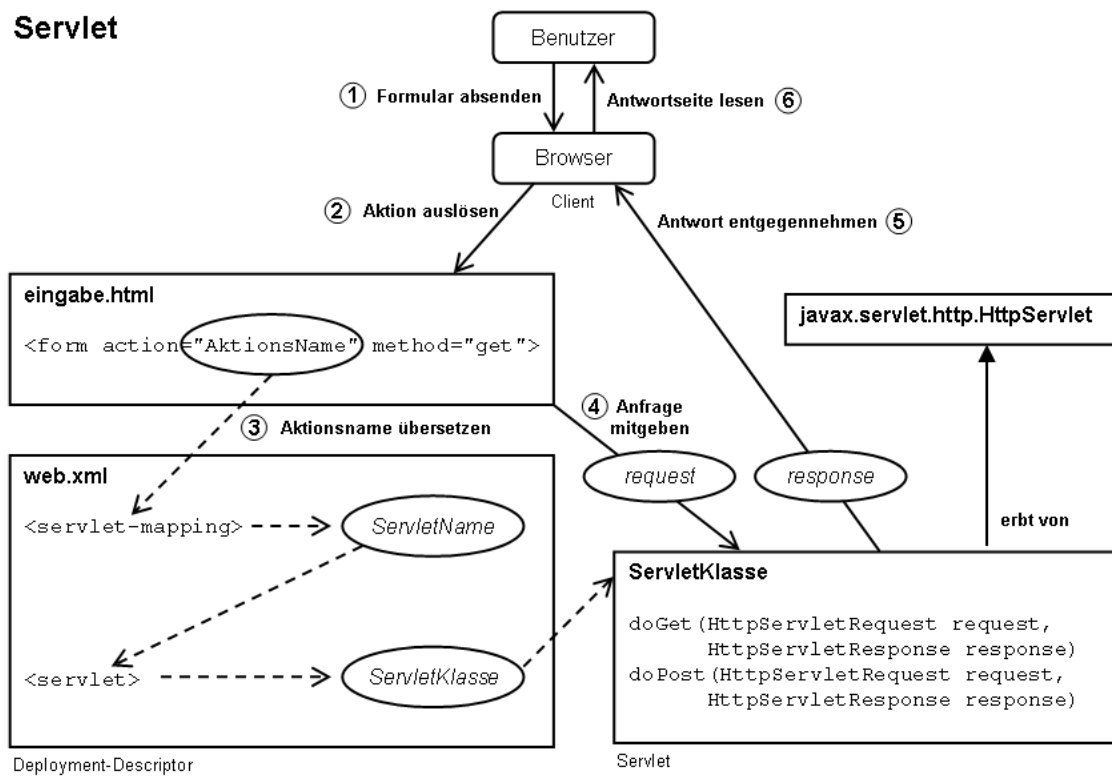 Servlet
Benutzer
① Formular absenden
Antwortseite lesen ⑥
Browser
Client
② Aktion auslösen
Antwort entgegennehmen ⑤
eingabe.html
<form action="AktionsName" method="get">
javax.servlet.http.HttpServlet
③ Aktionsname übersetzen
④ Anfrage
mitgeben
web.xml
request
response
<servlet-mapping>
ServletName
erbt von
ServletKlasse
doGet(HttpServletRequest request,
HttpServletResponse response)
doPost(HttpServletRequest request,
HttpServletResponse response)
<servlet>
ServletKlasse
Deployment-Descriptor
Servlet